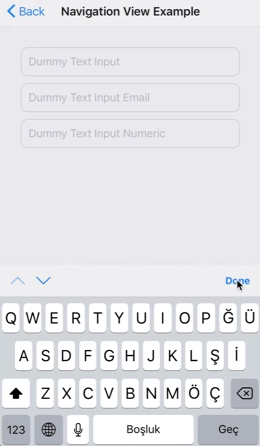 Back Navigation View Example
Dummy Text Input
Dummy Text Input Email
Dummy Text Input Numeric
Done
Q W E R T Y U I O P Ğ Ü
A S D F G H J K L Ş İ
Z X C V B N M Ö Ç
123 Boşluk Geç